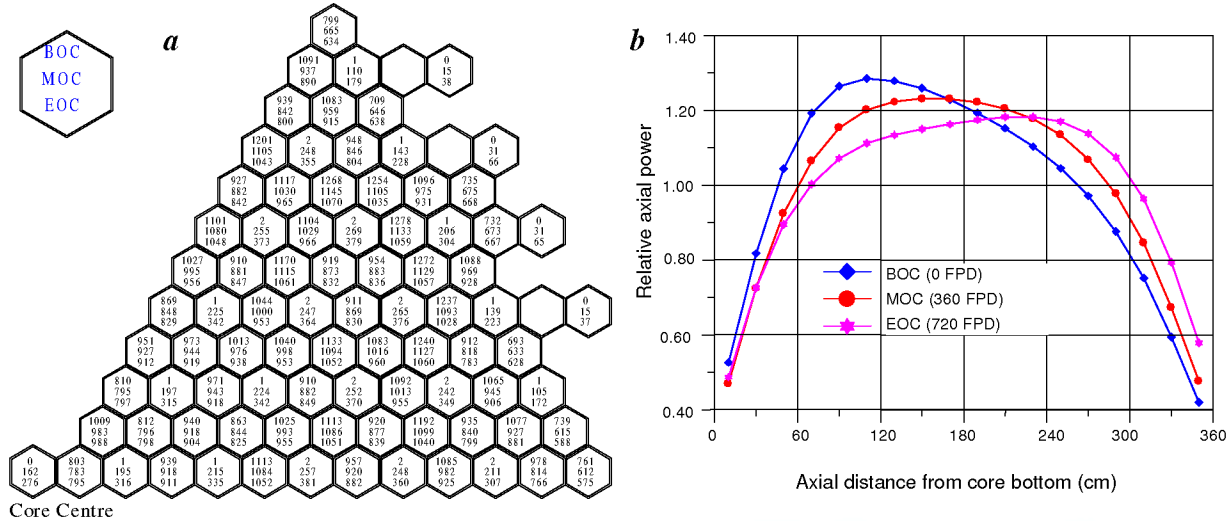 a
b
BOC
MOC
EOC
799
665
634
1091 1 0
937 110 15
890 179 38
939 1083 709
842 959 646
800 915 638
1201 2 948 1 0
1105 248 846 143 31
1043 355 804 228 66
927 1117 1268 1254 1096 735
882 1030 1145 1105 975 675
842 965 1070 1035 931 668
1101 2 1104 2 1278 1 732 0
1080 255 1029 269 1133 206 673 31
1048 373 966 379 1059 304 667 65
1027 910 1170 919 954 1272 1088
995 881 1115 873 883 1129 969
956 847 1061 832 836 1057 928
869 1 1044 2 911 2 1237 1 0
848 225 1000 247 869 265 1093 139 15
829 342 953 364 830 376 1028 223 37
951 973 1013 1040 1133 1083 1240 912 693
927 944 976 998 1094 1016 1127 818 633
912 919 938 953 1052 960 1060 783 628
810 1 971 1 910 2 1092 2 1065 1
795 197 943 224 882 252 1013 242 945 105
797 315 918 342 849 370 955 349 906 172
1009 812 940 863 1025 1113 920 1192 935 1077 739
983 796 918 844 993 1086 877 1099 840 927 615
988 798 904 825 955 1051 839 1040 799 881 588
0 803 1 939 1 1113 2 957 2 1085 2 978 761
162 783 195 918 215 1084 257 920 248 982 211 814 612
276 795 316 911 335 1052 381 882 360 925 307 766 575
Core Centre
Relative axial power
1.40
1.20
1.00
0.80
0.60
0.40
BOC (0 FPD)
MOC (360 FPD)
EOC (720 FPD)
0 60 120 180 240 300 360
Axial distance from core bottom (cm)